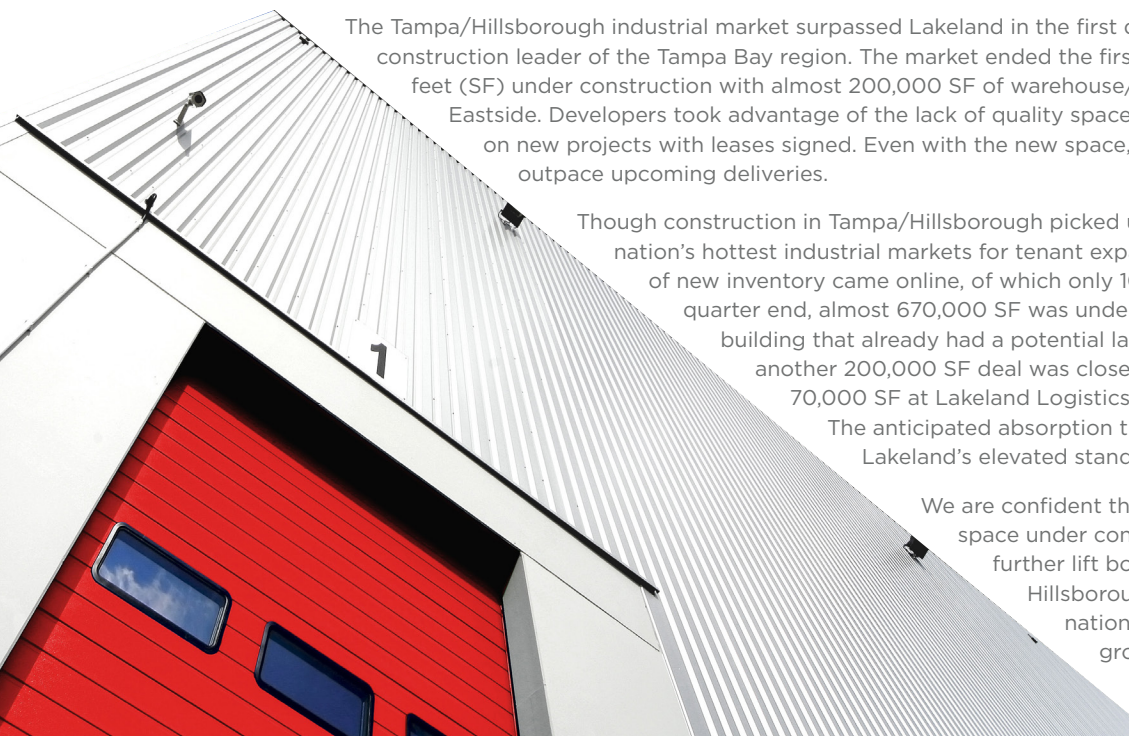 The Tampa/Hillsborough industrial market surpassed Lakeland in the first
construction leader of the Tampa Bay region. The market ended the
feet (SF) under construction with almost 200,000 SF of warehouse/
Eastside. Developers took advantage of the lack of quality space
on new projects with leases signed. Even with the new space,
outpace upcoming deliveries.
Though construction in Tampa/Hillsborough picked
nation's hottest industrial markets for tenant
of new inventory came online, of which only
quarter end, almost 670,000 SF was
building that already had a potential
another 200,000 SF deal was
70,000 SF at Lakeland Logistics
The anticipated absorption
Lakeland's elevated
We are confident
space under
further lift
1